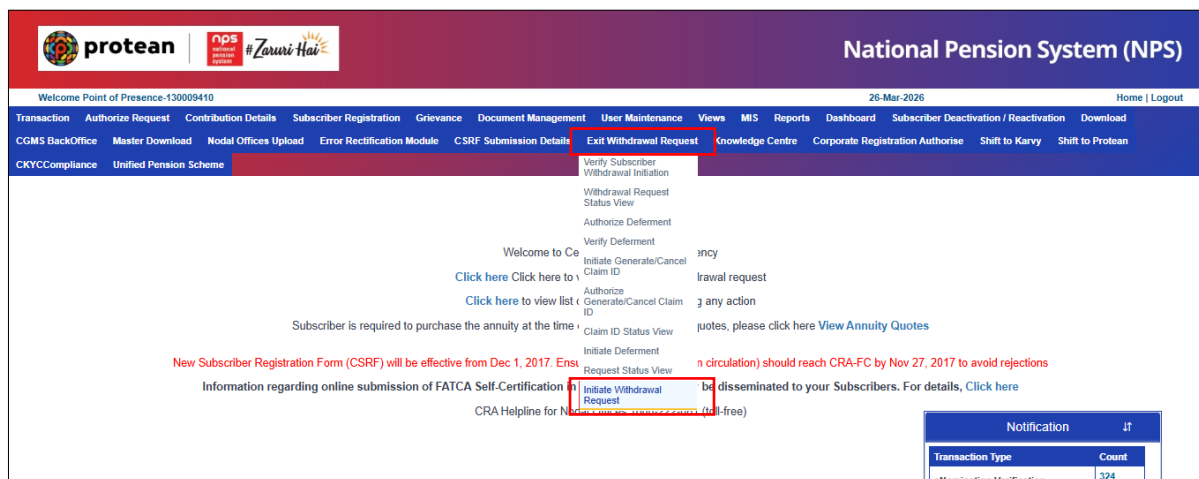 protean
nps
national
pension
system
#Zaruri Hai
National Pension System (NPS)
Welcome Point of Presence-130009410
26-Mar-2026
Home | Logout
Transaction Authorize Request Contribution Details Subscriber Registration Grievance Document Management User Maintenance Views MIS Reports Dashboard Subscriber Deactivation / Reactivation Download
CGMS BackOffice Master Download Nodal Offices Upload Error Rectification Module CSRF Submission Details Exit Withdrawal Request Knowledge Centre Corporate Registration Authorise Shift to Karvy Shift to Protean
CKYCCompliance Unified Pension Scheme
Verify Subscriber
Withdrawal Initiation
Withdrawal Request
Status View
Authorize Deferment
Verify Deferment
Initiate Generate/Cancel
Claim ID
Authorize
Generate/Cancel Claim
ID
Claim ID Status View
Initiate Deferment
Request Status View
Initiate Withdrawal
Request
Welcome to Ce ency
Click here Click here to v drawal request
Click here to view list g any action
Subscriber is required to purchase the annuity at the time quotes, please click here View Annuity Quotes
New Subscriber Registration Form (CSRF) will be effective from Dec 1, 2017. Ensu n circulation) should reach CRA-FC by Nov 27, 2017 to avoid rejections
Information regarding online submission of FATCA Self-Certification in be disseminated to your Subscribers. For details, Click here
CRA Helpline for (toll-free)
Notification
Transaction Type Count
324